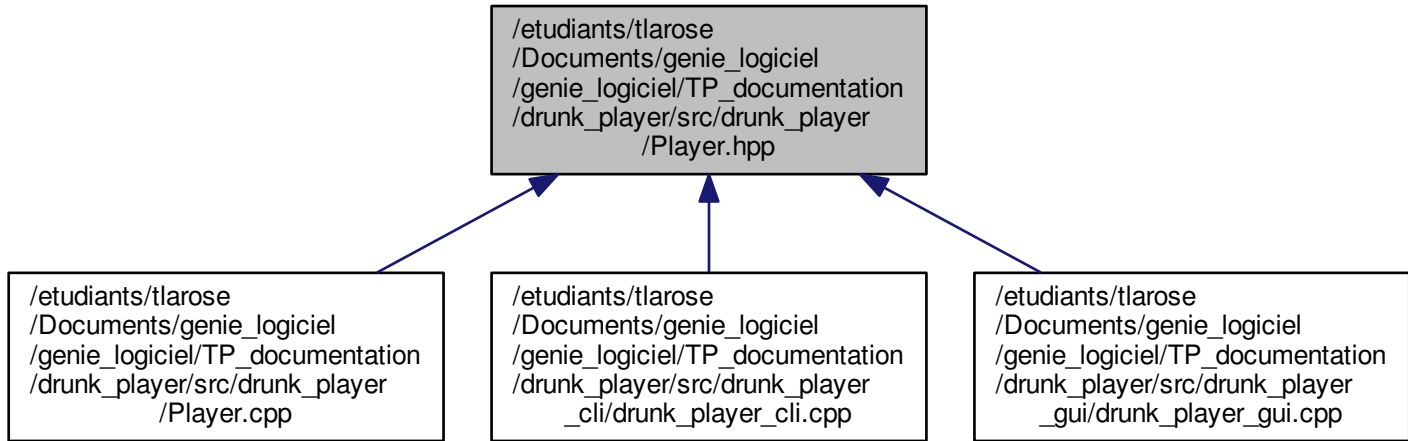 /etudiants/tlarose
/Documents/genie_logiciel
/genie_logiciel/TP_documentation
/drunk_player/src/drunk_player
/Player.hpp
/etudiants/tlarose
/Documents/genie_logiciel
/genie_logiciel/TP_documentation
/drunk_player/src/drunk_player
/Player.cpp
/etudiants/tlarose
/Documents/genie_logiciel
/genie_logiciel/TP_documentation
/drunk_player/src/drunk_player
_cli/drunk_player_cli.cpp
/etudiants/tlarose
/Documents/genie_logiciel
/genie_logiciel/TP_documentation
/drunk_player/src/drunk_player
_gui/drunk_player_gui.cpp